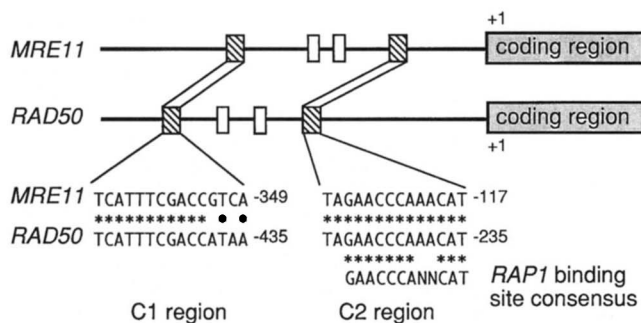 +1
MRE11 coding region
RAD50 coding region
+1
MRE11 TCATTTCGACCGTCA -349 TAGAACCCAAACAT -117
*********** • • **************
RAD50 TCATTTCGACCATAA -435 TAGAACCCAAACAT -235
******* ***
GAACCCANNCAT RAP1 binding
site consensus
C1 region C2 region